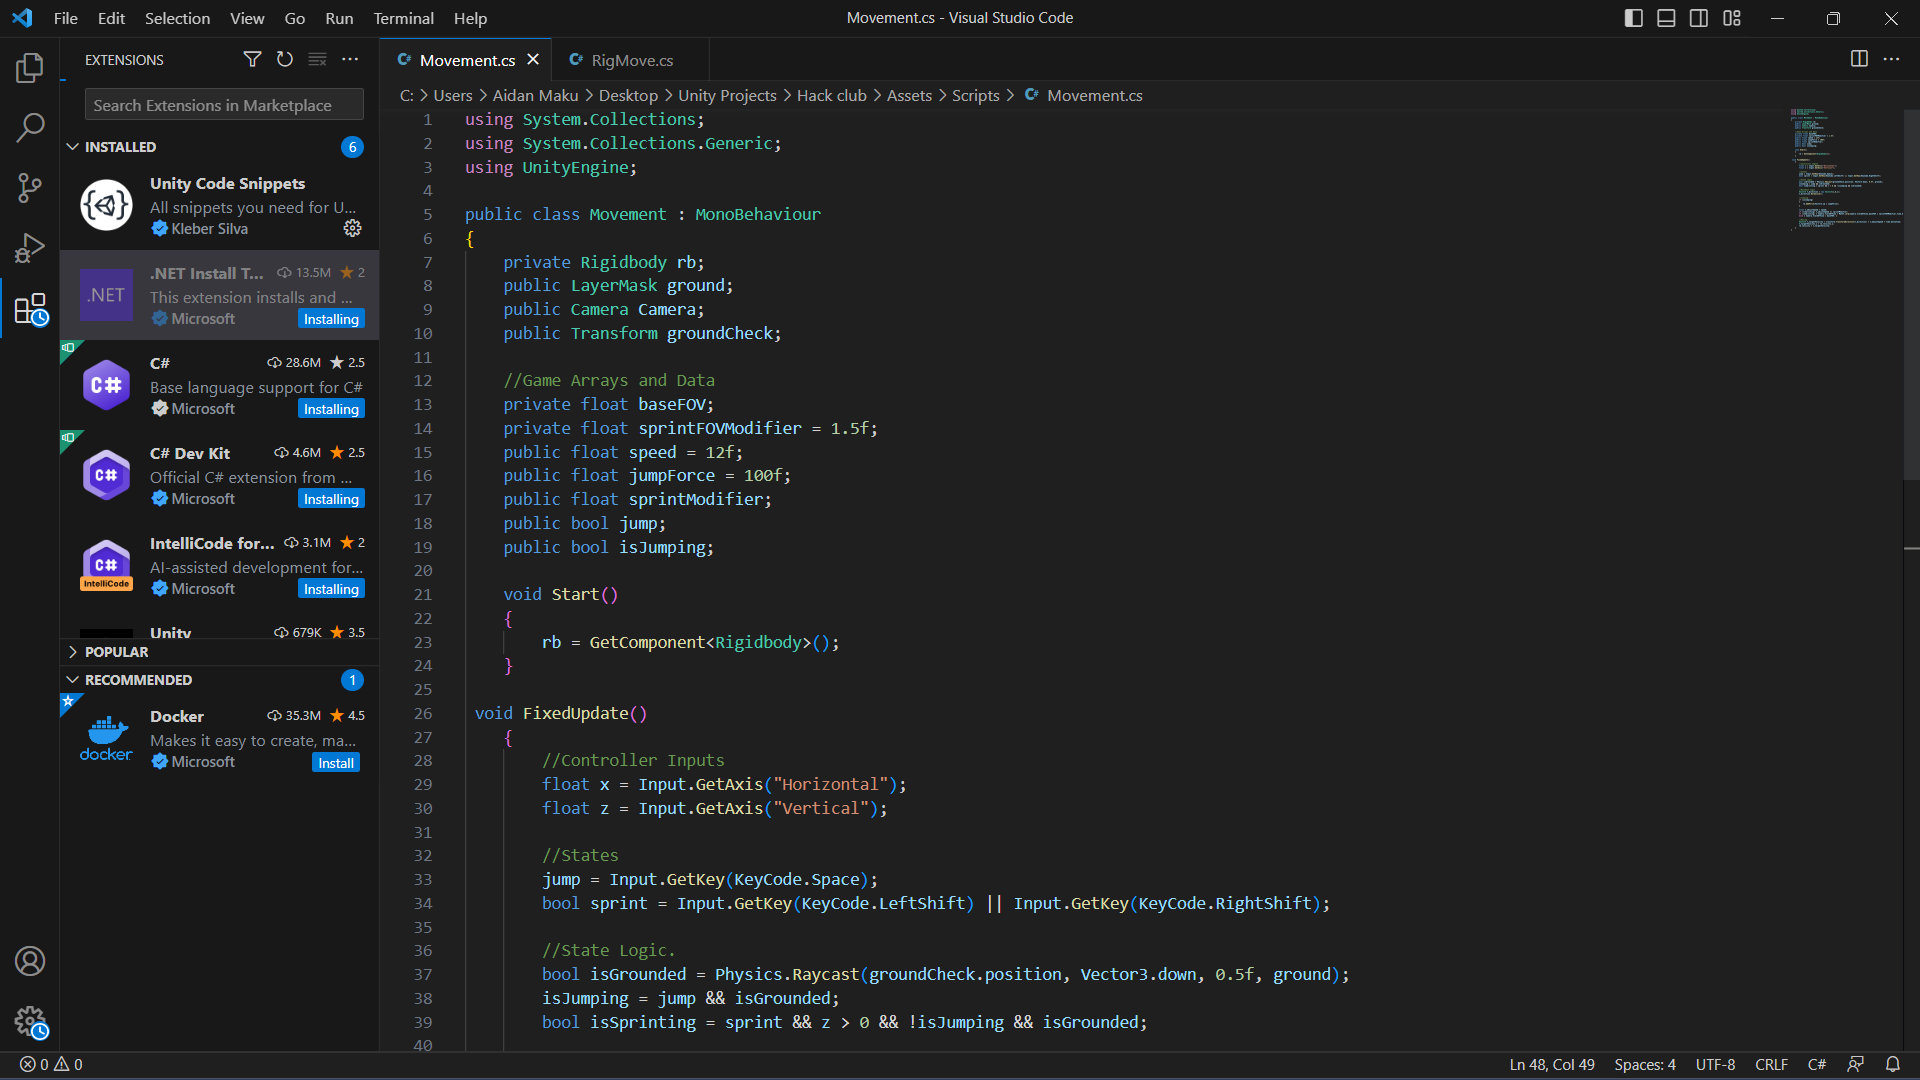 File Edit Selection View Go Run Terminal Help
Movement.cs - Visual Studio Code
EXTENSIONS
Search Extensions in Marketplace
INSTALLED 6
Unity Code Snippets
All snippets you need for U...
Kleber Silva
.NET
.NET Install T... 13.5M 2
This extension installs and ...
Microsoft Installing
C#
C# 28.6M 2.5
Base language support for C#
Microsoft Installing
C#
C# Dev Kit 4.6M 2.5
Official C# extension from ...
Microsoft Installing
C#
IntelliCode
IntelliCode for... 3.1M 2
AI-assisted development for...
Microsoft Installing
Unity 679K 3.5
POPULAR
RECOMMENDED 1
docker
Docker 35.3M 4.5
Makes it easy to create, ma...
Microsoft Install
C# Movement.cs
C# RigMove.cs
C: > Users > Aidan Maku > Desktop > Unity Projects > Hack club > Assets > Scripts > C# Movement.cs
1 using System.Collections;
2 using System.Collections.Generic;
3 using UnityEngine;
4
5 public class Movement : MonoBehaviour
6 {
7 private Rigidbody rb;
8 public LayerMask ground;
9 public Camera Camera;
10 public Transform groundCheck;
11
12 //Game Arrays and Data
13 private float baseFOV;
14 private float sprintFOVModifier = 1.5f;
15 public float speed = 12f;
16 public float jumpForce = 100f;
17 public float sprintModifier;
18 public bool jump;
19 public bool isJumping;
20
21 void Start()
22 {
23 rb = GetComponent<Rigidbody>();
24 }
25
26 void FixedUpdate()
27 {
28 //Controller Inputs
29 float x = Input.GetAxis("Horizontal");
30 float z = Input.GetAxis("Vertical");
31
32 //States
33 jump = Input.GetKey(KeyCode.Space);
34 bool sprint = Input.GetKey(KeyCode.LeftShift) || Input.GetKey(KeyCode.RightShift);
35
36 //State Logic.
37 bool isGrounded = Physics.Raycast(groundCheck.position, Vector3.down, 0.5f, ground);
38 isJumping = jump && isGrounded;
39 bool isSprinting = sprint && z > 0 && !isJumping && isGrounded;
40
0 0
Ln 48, Col 49 Spaces: 4 UTF-8 CRLF C#